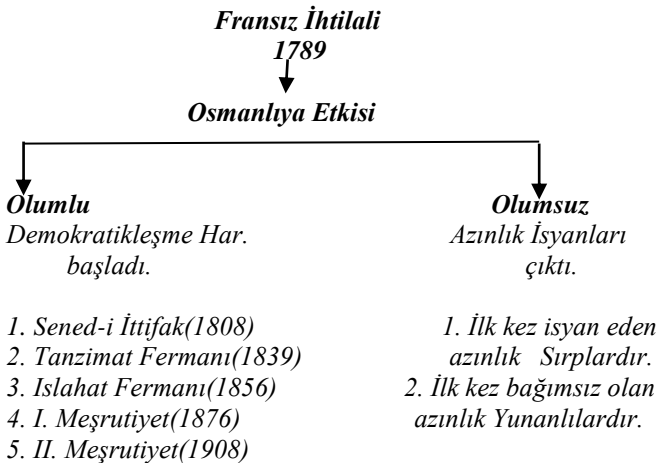 Fransız İhtilali
1789
Osmanlıya Etkisi
Olumlu
Demokratikleşme Har.
başladı.
1. Sened-i İttifak(1808)
2. Tanzimat Fermanı(1839)
3. Islahat Fermanı(1856)
4. I. Meşrutiyet(1876)
5. II. Meşrutiyet(1908)
Olumsuz
Azınlık İsyanları
çıktı.
1. İlk kez isyan eden
azınlık Sırplardır.
2. İlk kez bağımsız olan
azınlık Yunanlılardır.